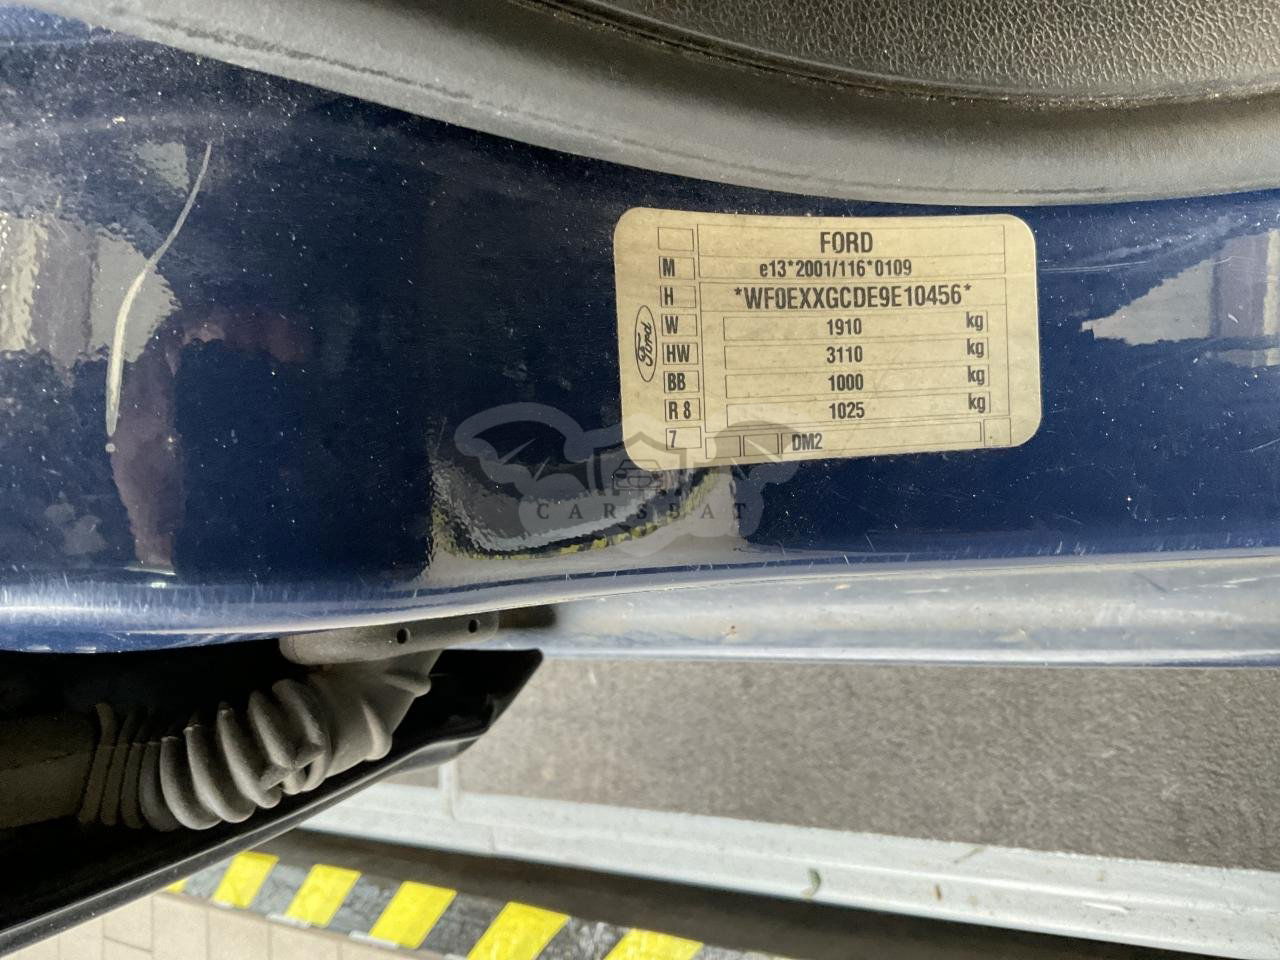 FORD
M e13*2001/116*0109
H *WF0EXXGCDE9E10456*
W 1910 kg
HW 3110 kg
BB 1000 kg
R 8 1025 kg
7 DM2
Ford
CARSBAT